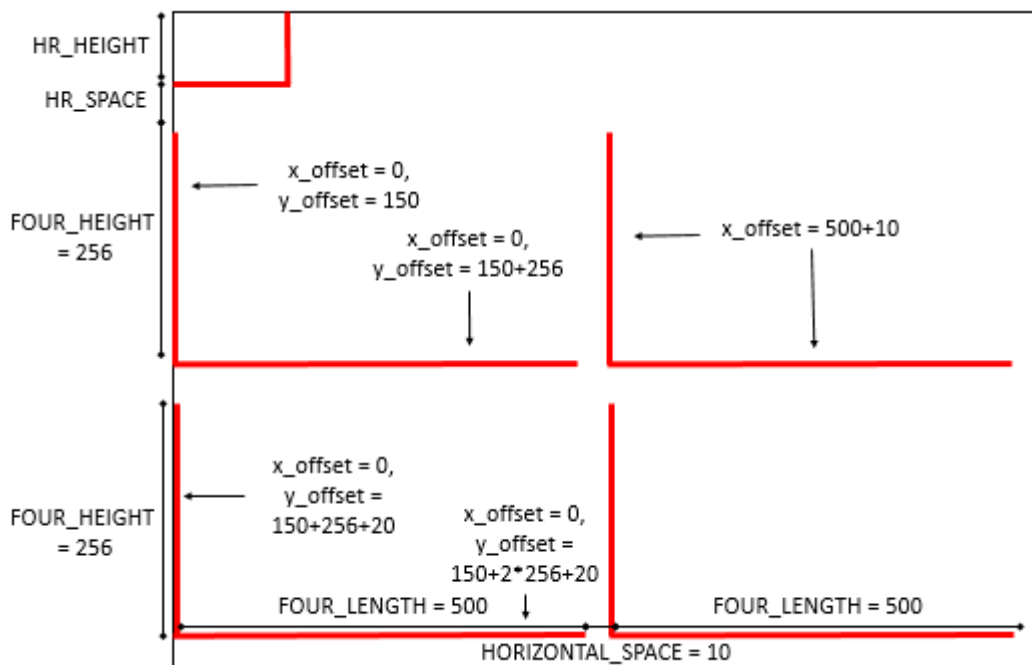 HR_HEIGHT
HR_SPACE
FOUR_HEIGHT
= 256
x_offset = 0,
y_offset = 150
x_offset = 0,
y_offset = 150+256
x_offset = 500+10
FOUR_HEIGHT
= 256
x_offset = 0,
y_offset =
150+256+20
x_offset = 0,
y_offset =
150+2*256+20
FOUR_LENGTH = 500
FOUR_LENGTH = 500
HORIZONTAL_SPACE = 10